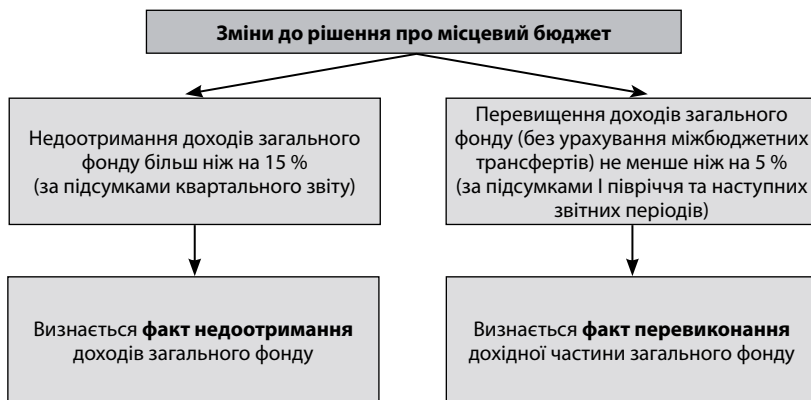 Зміни до рішення про місцевий бюджет
Недоотримання доходів загального
фонду більш ніж на 15 %
(за підсумками квартального звіту)
Перевищення доходів загального
фонду (без урахування міжбюджетних
трансфертів) не менше ніж на 5 %
(за підсумками І півріччя та наступних
звітних періодів)
Визнається факт недоотримання
доходів загального фонду
Визнається факт перевиконання
дохідної частини загального фонду